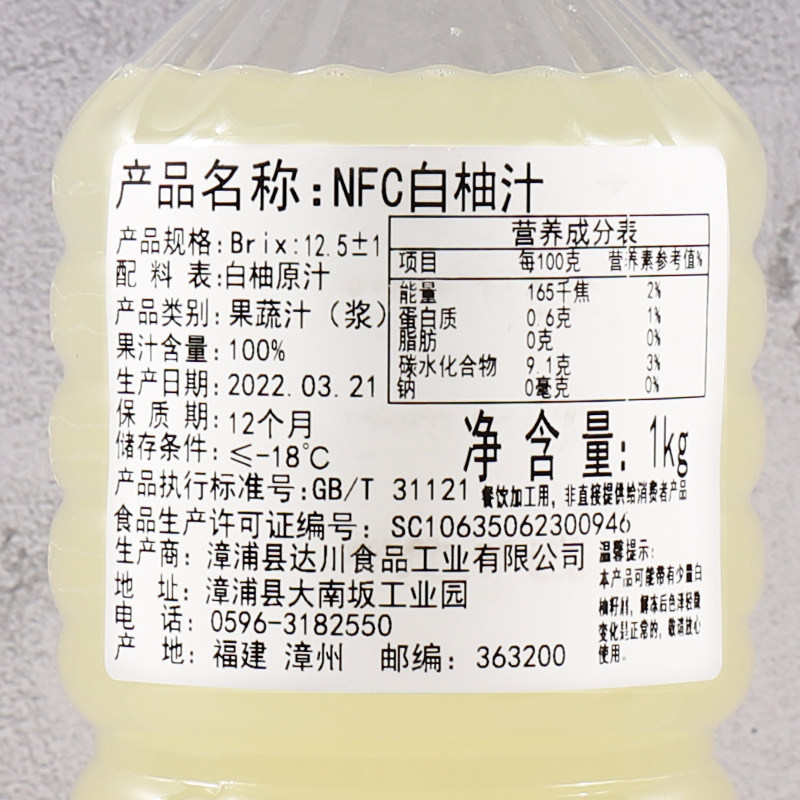 产品名称:NFC白柚汁
产品规格:Brix:12.5±1
配料表:白柚原汁
产品类别:果蔬汁（浆）
果汁含量:100%
生产日期:2022.03.21
保质期:12个月
储存条件:≤-18℃
营养成分表
项目 每100克 营养素参考值%
能量 165千焦 2%
蛋白质 0.6克 1%
脂肪 0克 0%
碳水化合物 9.1克 3%
钠 0毫克 0%
净含量:1kg
产品执行标准号:GB/T 31121 餐饮加工用，非直接提供给消费者产品
食品生产许可证编号: SC10635062300946
生产商:漳浦县达川食品工业有限公司
地址:漳浦县大南坂工业园
电话:0596-3182550
产地:福建 漳州 邮编:363200
温馨提示:
本产品可能带有少量白
柚籽料，解冻后色泽轻微
变化是正常的，敬请放心
使用。